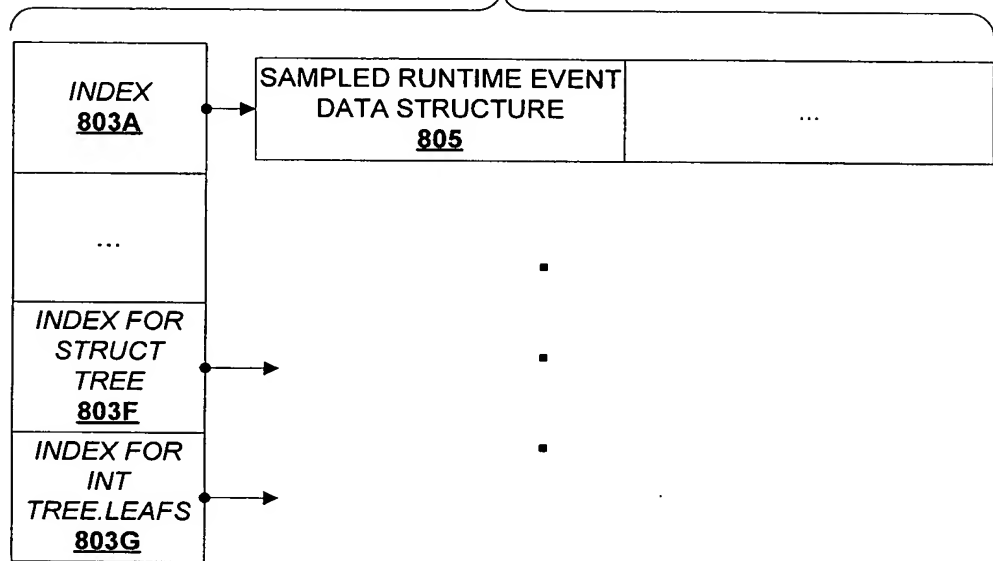 INDEX
803A
SAMPLED RUNTIME EVENT
DATA STRUCTURE
805
...
...
INDEX FOR
STRUCT
TREE
803F
INDEX FOR
INT
TREE.LEAFS
803G